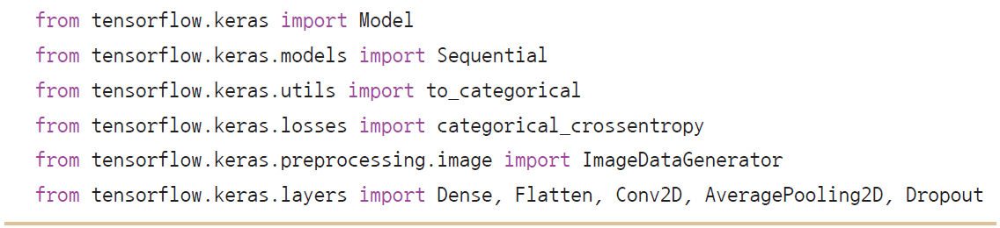 from tensorflow.keras import Model
from tensorflow.keras.models import Sequential
from tensorflow.keras.utils import to_categorical
from tensorflow.keras.losses import categorical_crossentropy
from tensorflow.keras.preprocessing.image import ImageDataGenerator
from tensorflow.keras.layers import Dense, Flatten, Conv2D, AveragePooling2D, Dropout